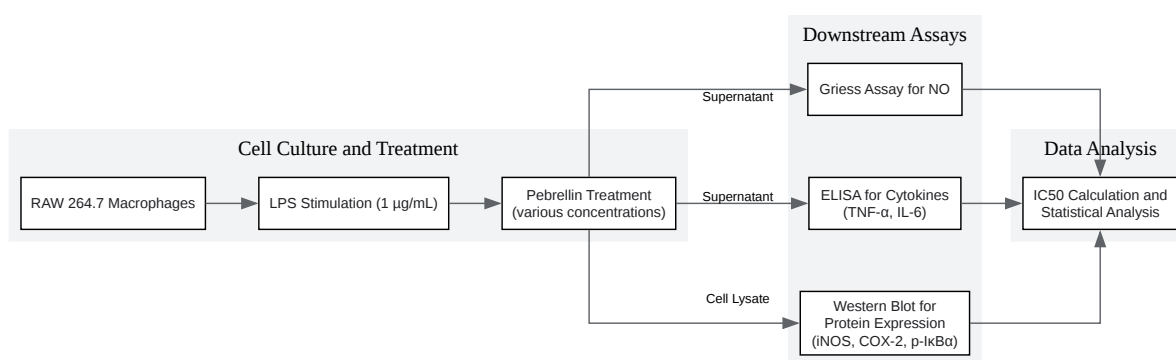 Downstream Assays
Griess Assay for NO
Supernatant
Cell Culture and Treatment
Data Analysis
RAW 264.7 Macrophages
LPS Stimulation (1 µg/mL)
Pebrellin Treatment
(various concentrations)
Supernatant
ELISA for Cytokines
(TNF-α, IL-6)
IC50 Calculation and
Statistical Analysis
Cell Lysate
Western Blot for
Protein Expression
(iNOS, COX-2, p-IκBα)